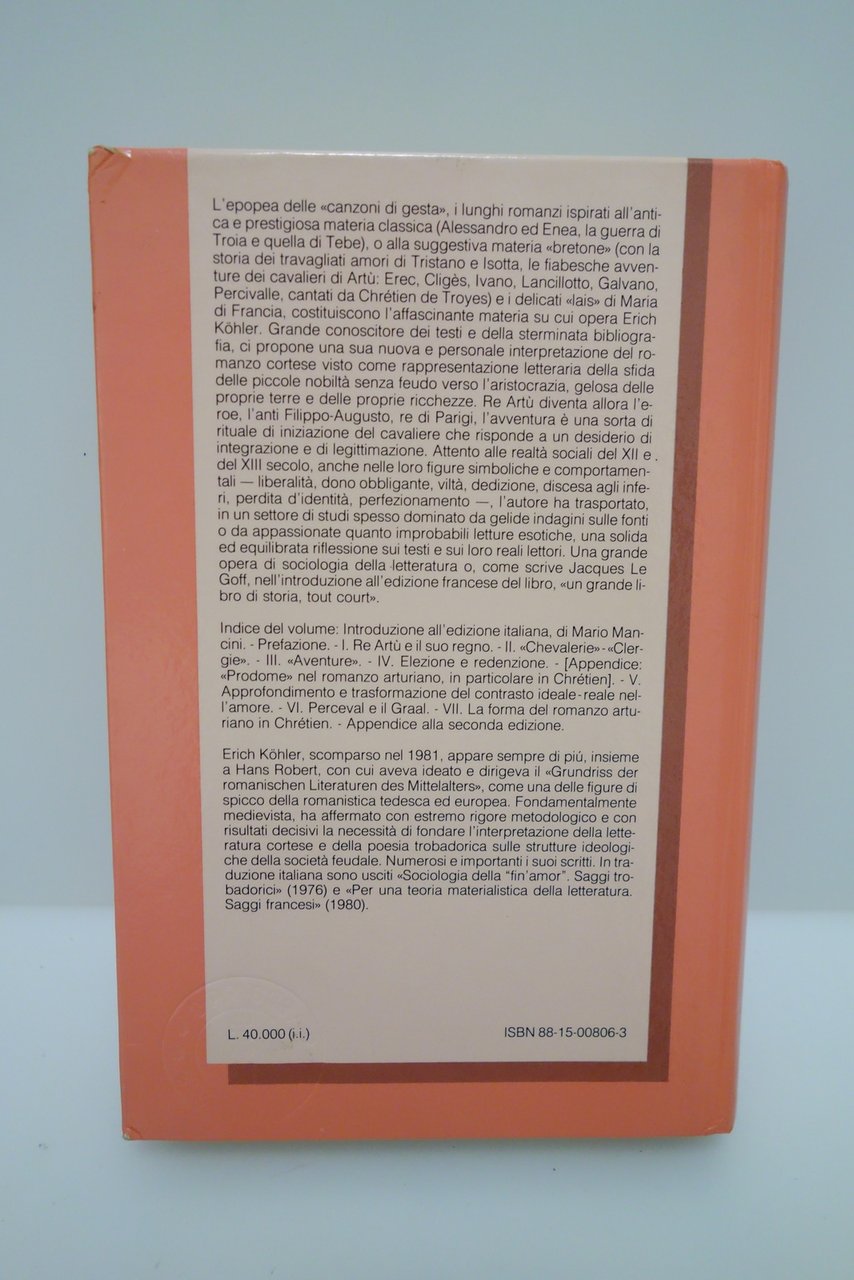 L'epopea delle «canzoni di gesta», i lunghi romanzi ispirati all'anti-
ca e prestigiosa materia classica (Alessandro ed Enea, la guerra di
Troia e quella di Tebe), o alla suggestiva materia «bretone» (con la
storia dei travagliati amori di Tristano e Isotta, le fiabesche avven-
ture dei cavalieri di Artù: Erec, Cligès, Ivano, Lancillotto, Galvano,
Percivalle, cantati da Chrétien de Troyes) e i delicati «lais» di Maria
di Francia, costituiscono l'affascinante materia su cui opera Erich
Köhler. Grande conoscitore dei testi e della sterminata bibliogra-
fia, ci propone una sua nuova e personale interpretazione del ro-
manzo cortese visto come rappresentazione letteraria della sfida
delle piccole nobiltà senza feudo verso l'aristocrazia, gelosa delle
proprie terre e delle proprie ricchezze. Re Artù diventa allora l'e-
roe, l'anti Filippo-Augusto, re di Parigi, l'avventura è una sorta di
rituale di iniziazione del cavaliere che risponde a un desiderio di
integrazione e di legittimazione. Attento alle realtà sociali del XII e
del XIII secolo, anche nelle loro figure simboliche e comportamen-
tali — liberalità, dono obbligante, viltà, dedizione, discesa agli infe-
ri, perdita d'identità, perfezionamento —, l'autore ha trasportato,
in un settore di studi spesso dominato da gelide indagini sulle fonti
o da appassionate quanto improbabili letture esotiche, una solida
ed equilibrata riflessione sui testi e sui loro reali lettori. Una grande
opera di sociologia della letteratura o, come scrive Jacques Le
Goff, nell'introduzione all'edizione francese del libro, «un grande li-
bro di storia, tout court».
Indice del volume: Introduzione all'edizione italiana, di Mario Man-
cini. - Prefazione. - I. Re Artù e il suo regno. - II. «Chevalerie»-«Cler-
gie». - III. «Aventure». - IV. Elezione e redenzione. - [Appendice:
«Prodome» nel romanzo arturiano, in particolare in Chrétien]. - V.
Approfondimento e trasformazione del contrasto ideale-reale nel-
l'amore. - VI. Perceval e il Graal. - VII. La forma del romanzo artu-
riano in Chrétien. - Appendice alla seconda edizione.
Erich Köhler, scomparso nel 1981, appare sempre di piú, insieme
a Hans Robert, con cui aveva ideato e dirigeva il «Grundriss der
romanischen Literaturen des Mittelalters», come una delle figure di
spicco della romanistica tedesca ed europea. Fondamentalmente
medievista, ha affermato con estremo rigore metodologico e con
risultati decisivi la necessità di fondare l'interpretazione della lette-
ratura cortese e della poesia trobadorica sulle strutture ideologi-
che della società feudale. Numerosi e importanti i suoi scritti. In tra-
duzione italiana sono usciti «Sociologia della "fin'amor". Saggi tro-
badorici» (1976) e «Per una teoria materialistica della letteratura.
Saggi francesi» (1980).
L. 40.000 (i.i.)
ISBN 88-15-00806-3